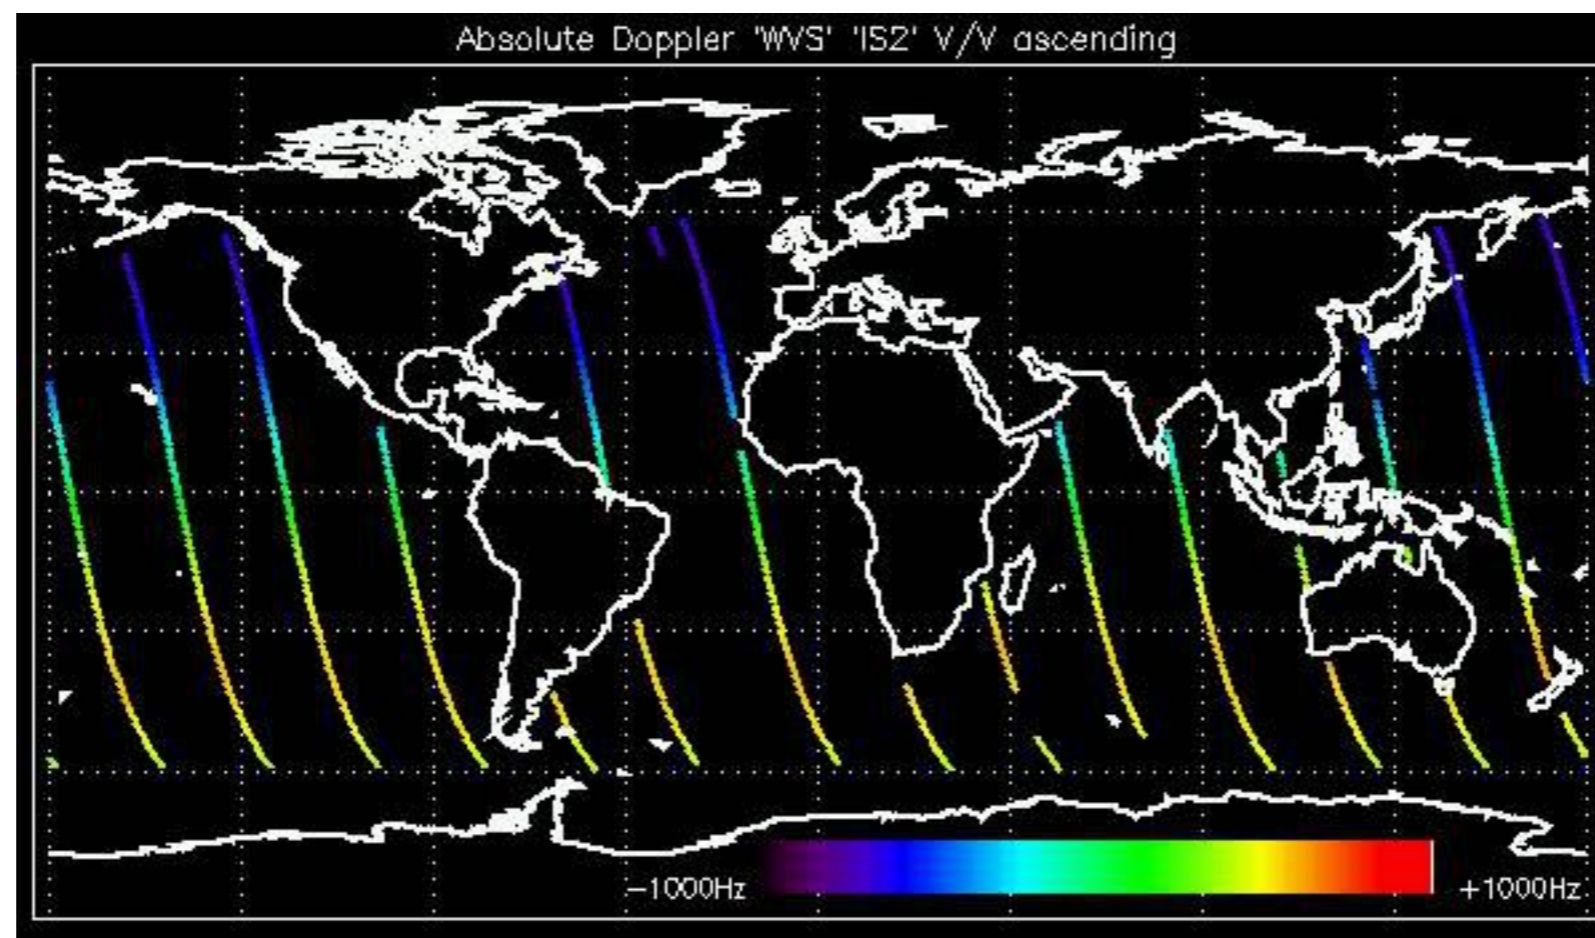 Absolute Doppler 'WVS' 'IS2' V/V ascending
-1000Hz +1000Hz